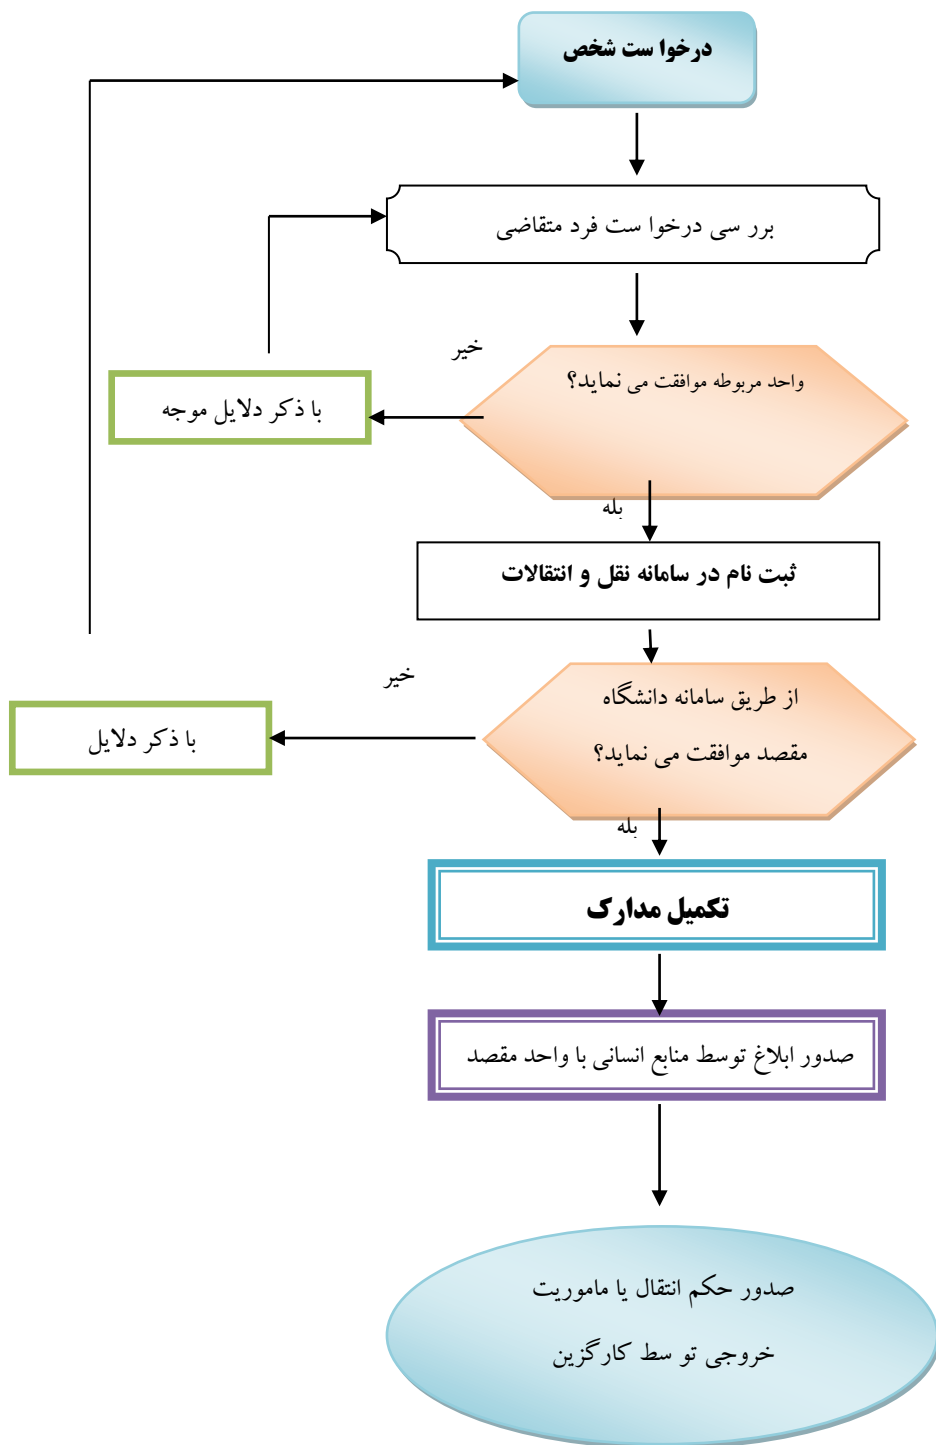 درخوا ست شخص
برر سی درخوا ست فرد متقاضی
خیر
واحد مربوطه موافقت می نماید؟
با ذکر دلایل موجه
بله
ثبت نام در سامانه نقل و انتقالات
خیر
از طریق سامانه دانشگاه
مقصد موافقت می نماید؟
با ذکر دلایل
بله
تکمیل مدارک
صدور ابلاغ توسط منابع انسانی با واحد مقصد
صدور حکم انتقال یا ماموریت
خروجی تو سط کارگزین